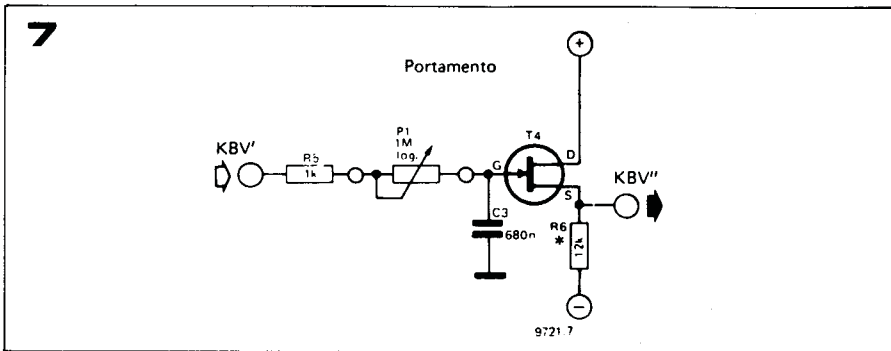 7
Portamento
+
KBV'
R5
1k
P1
1M
log.
G
T4
D
S
C3
680n
KBV"
R6
*
12k
−
9721 7